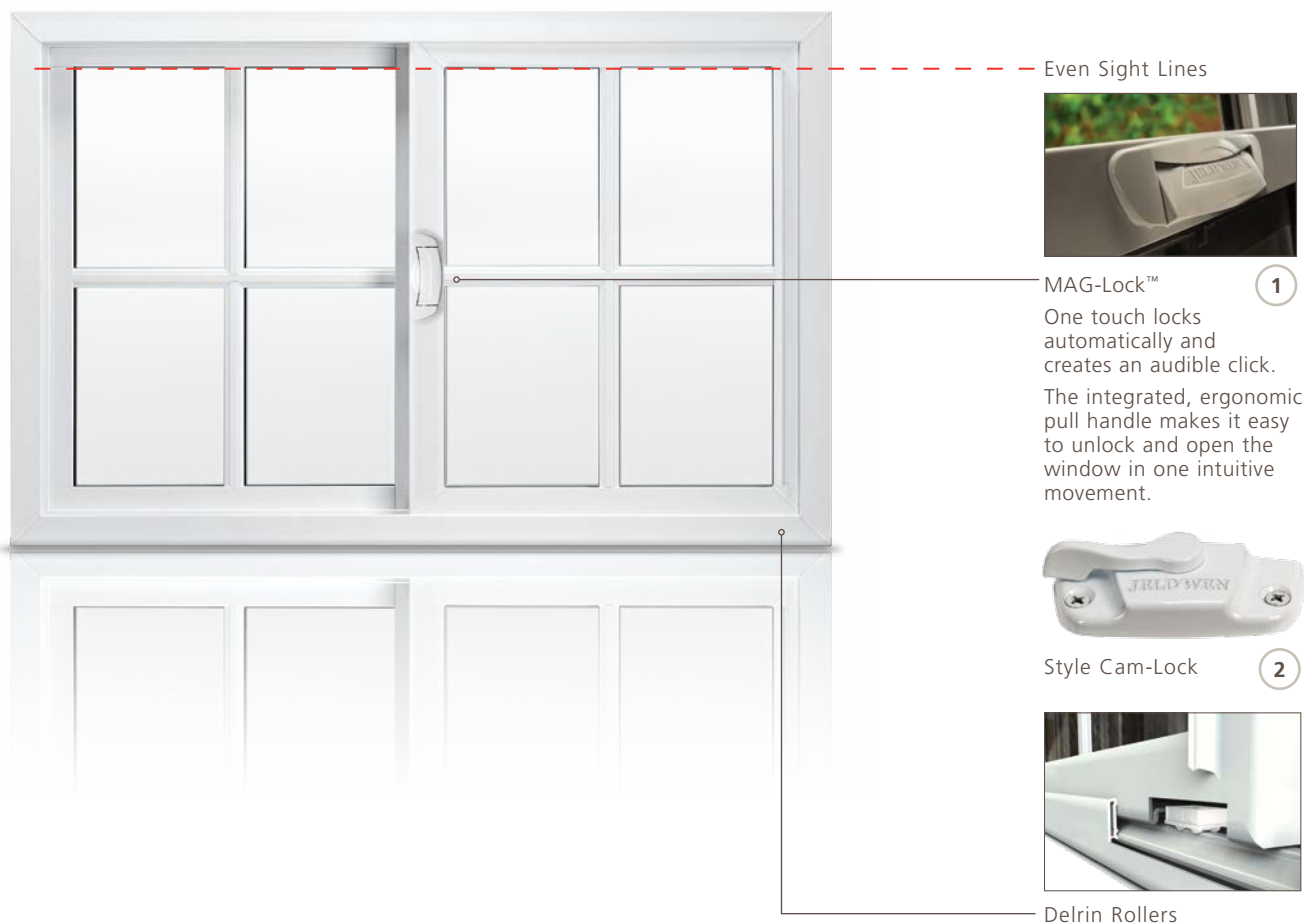 Even Sight Lines
JELD-WEN
MAG-Lock™
1
One touch locks
automatically and
creates an audible click.
The integrated, ergonomic
pull handle makes it easy
to unlock and open the
window in one intuitive
movement.
JELD-WEN
Style Cam-Lock
2
Delrin Rollers